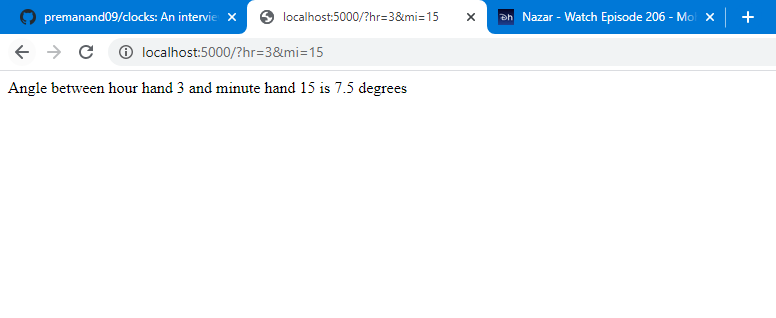 premanand09/clocks: An intervie
localhost:5000/?hr=3&mi=15
Nazar - Watch Episode 206 - Mo
localhost:5000/?hr=3&mi=15
Angle between hour hand 3 and minute hand 15 is 7.5 degrees